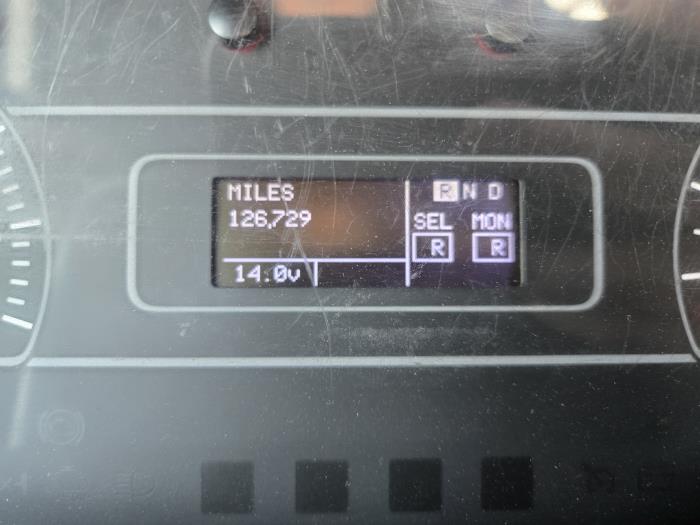 MILES
126,729
14.0v
R N D
SEL MON
R R